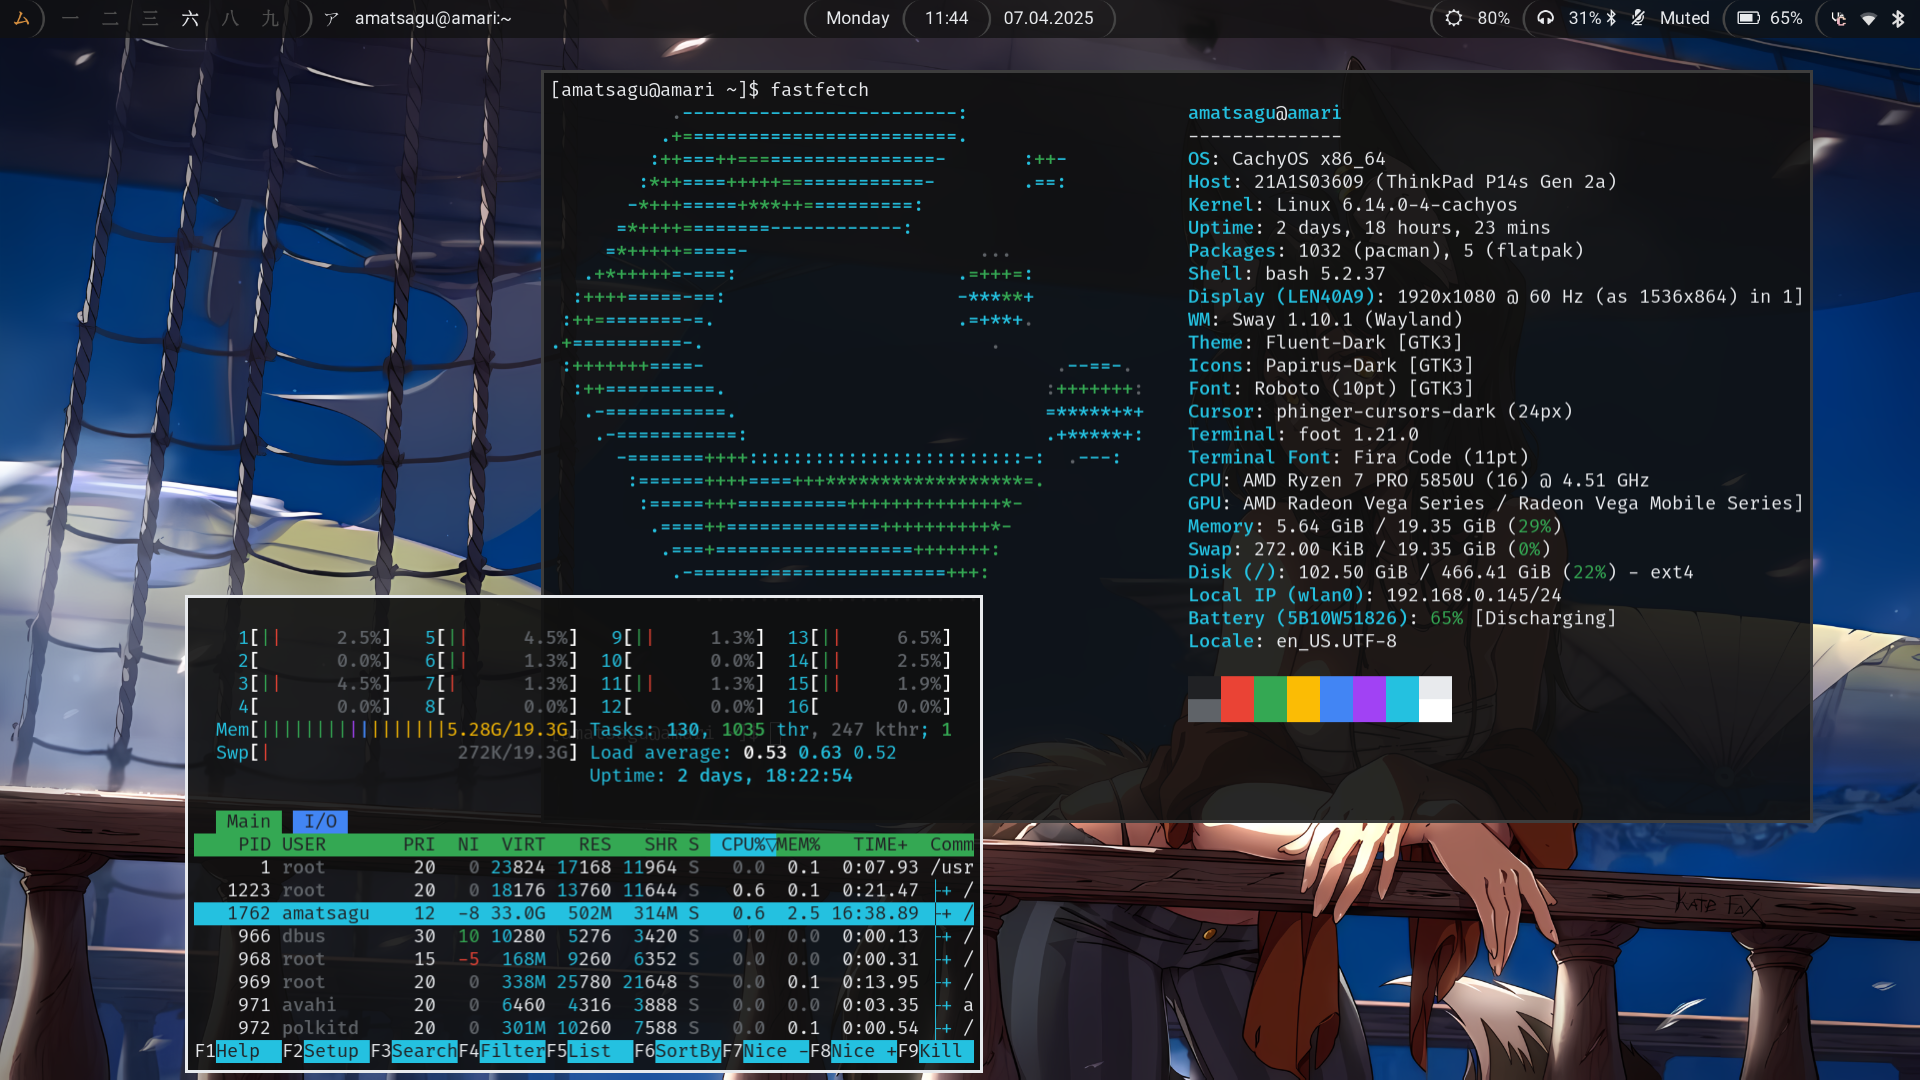 ム 一 二 三 六 八 九 ア amatsagu@amari:~ Monday 11:44 07.04.2025 80% 31% Muted 65%
[amatsagu@amari ~]$ fastfetch
amatsagu@amari
--------------
OS: CachyOS x86_64
Host: 21A1S03609 (ThinkPad P14s Gen 2a)
Kernel: Linux 6.14.0-4-cachyos
Uptime: 2 days, 18 hours, 23 mins
Packages: 1032 (pacman), 5 (flatpak)
Shell: bash 5.2.37
Display (LEN40A9): 1920x1080 @ 60 Hz (as 1536x864) in 1]
WM: Sway 1.10.1 (Wayland)
Theme: Fluent-Dark [GTK3]
Icons: Papirus-Dark [GTK3]
Font: Roboto (10pt) [GTK3]
Cursor: phinger-cursors-dark (24px)
Terminal: foot 1.21.0
Terminal Font: Fira Code (11pt)
CPU: AMD Ryzen 7 PRO 5850U (16) @ 4.51 GHz
GPU: AMD Radeon Vega Series / Radeon Vega Mobile Series]
Memory: 5.64 GiB / 19.35 GiB (29%)
Swap: 272.00 KiB / 19.35 GiB (0%)
Disk (/): 102.50 GiB / 466.41 GiB (22%) - ext4
Local IP (wlan0): 192.168.0.145/24
Battery (5B10W51826): 65% [Discharging]
Locale: en_US.UTF-8
1[|| 2.5%] 5[|| 4.5%] 9[|| 1.3%] 13[|| 6.5%]
2[ 0.0%] 6[|| 1.3%] 10[ 0.0%] 14[|| 2.5%]
3[|| 4.5%] 7[| 1.3%] 11[|| 1.3%] 15[|| 1.9%]
4[ 0.0%] 8[ 0.0%] 12[ 0.0%] 16[ 0.0%]
Mem[|||||||||||||||||5.28G/19.3G] Tasks: 130, 1035 thr, 247 kthr; 1
Swp[| 272K/19.3G] Load average: 0.53 0.63 0.52
Uptime: 2 days, 18:22:54
Main I/O
PID USER PRI NI VIRT RES SHR S CPU%▽MEM% TIME+ Comm
1 root 20 0 23824 17168 11964 S 0.0 0.1 0:07.93 /usr
1223 root 20 0 18176 13760 11644 S 0.6 0.1 0:21.47 ├+ /
1762 amatsagu 12 -8 33.0G 502M 314M S 0.6 2.5 16:38.89 ├+ /
966 dbus 30 10 10280 5276 3420 S 0.0 0.0 0:00.13 ├+ /
968 root 15 -5 168M 9260 6352 S 0.0 0.0 0:00.31 ├+ /
969 root 20 0 338M 25780 21648 S 0.0 0.1 0:13.95 ├+ /
971 avahi 20 0 6460 4316 3888 S 0.0 0.0 0:03.35 ├+ a
972 polkitd 20 0 301M 10260 7588 S 0.0 0.1 0:00.54 ├+ /
F1Help F2Setup F3SearchF4FilterF5List F6SortByF7Nice -F8Nice +F9Kill
KATE FOX